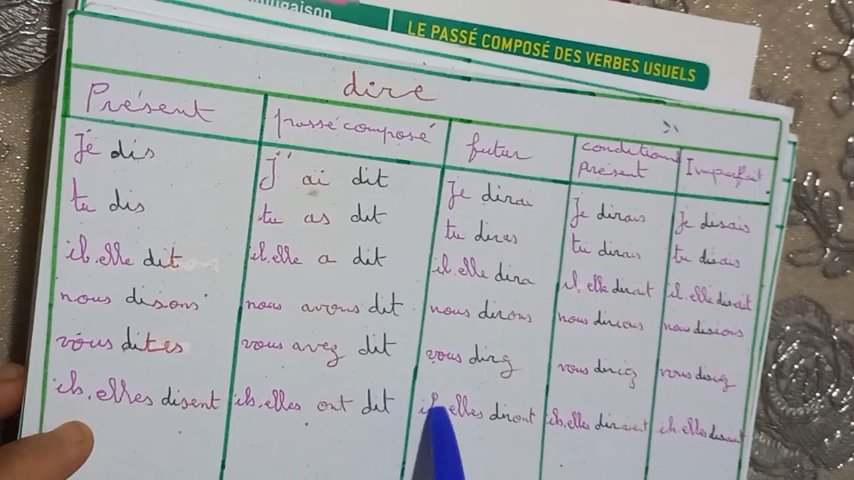 conjugaison
LE PASSÉ COMPOSÉ DES VERBES USUELS
dire
Présent
Je dis
tu dis
il.elle dit
nous disons
vous dites
ils.elles disent
passé composé
J'ai dit
tu as dit
il.elle a dit
nous avons dit
vous avez dit
ils.elles ont dit
futur
Je dirai
tu diras
il.elle dira
nous dirons
vous direz
ils.elles diront
condition
Présent
Je dirais
tu dirais
il.elle dirait
nous dirions
vous diriez
ils.elles diraient
Imparfait
Je disais
tu disais
il.elle disait
nous disions
vous disiez
ils.elles disaient